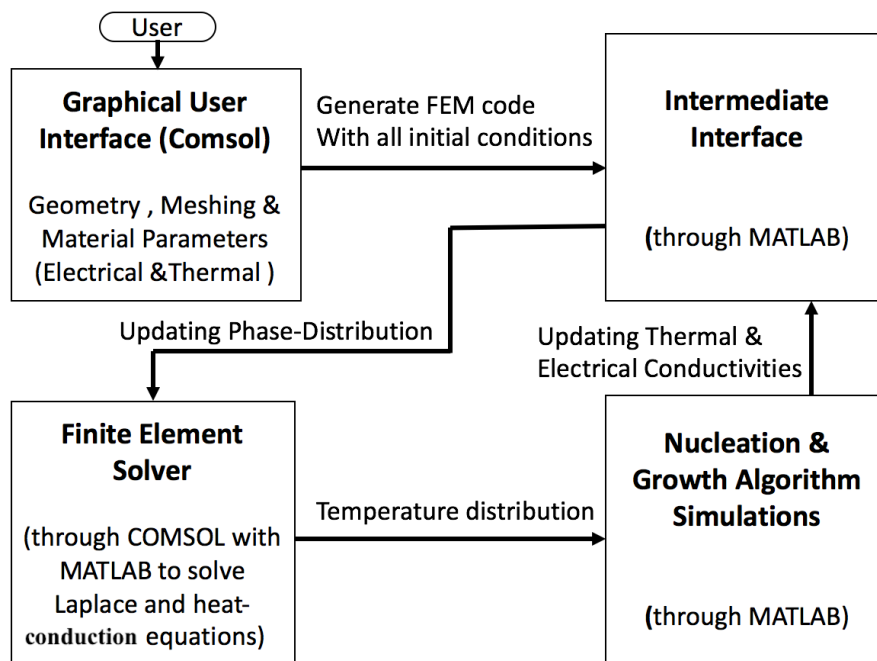 User
Graphical User
Interface (Comsol)
Geometry , Meshing &
Material Parameters
(Electrical &Thermal )
Generate FEM code
With all initial conditions
Intermediate
Interface
(through MATLAB)
Updating Phase-Distribution
Updating Thermal &
Electrical Conductivities
Finite Element
Solver
(through COMSOL with
MATLAB to solve
Laplace and heat-
conduction equations)
Temperature distribution
Nucleation &
Growth Algorithm
Simulations
(through MATLAB)